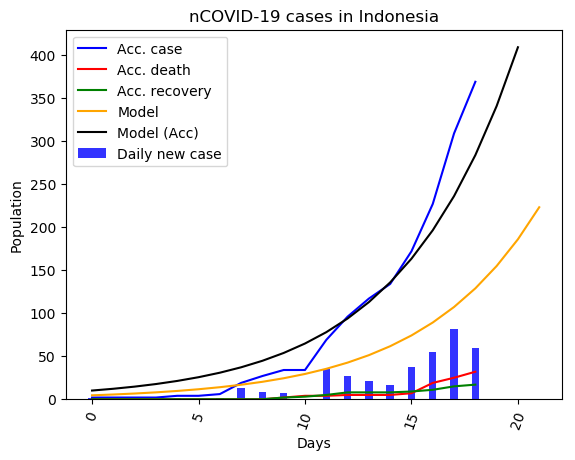 nCOVID-19 cases in Indonesia
Acc. case
Acc. death
Acc. recovery
Model
Model (Acc)
Daily new case
Population
400
350
300
250
200
150
100
50
0
0 5 10 15 20
Days